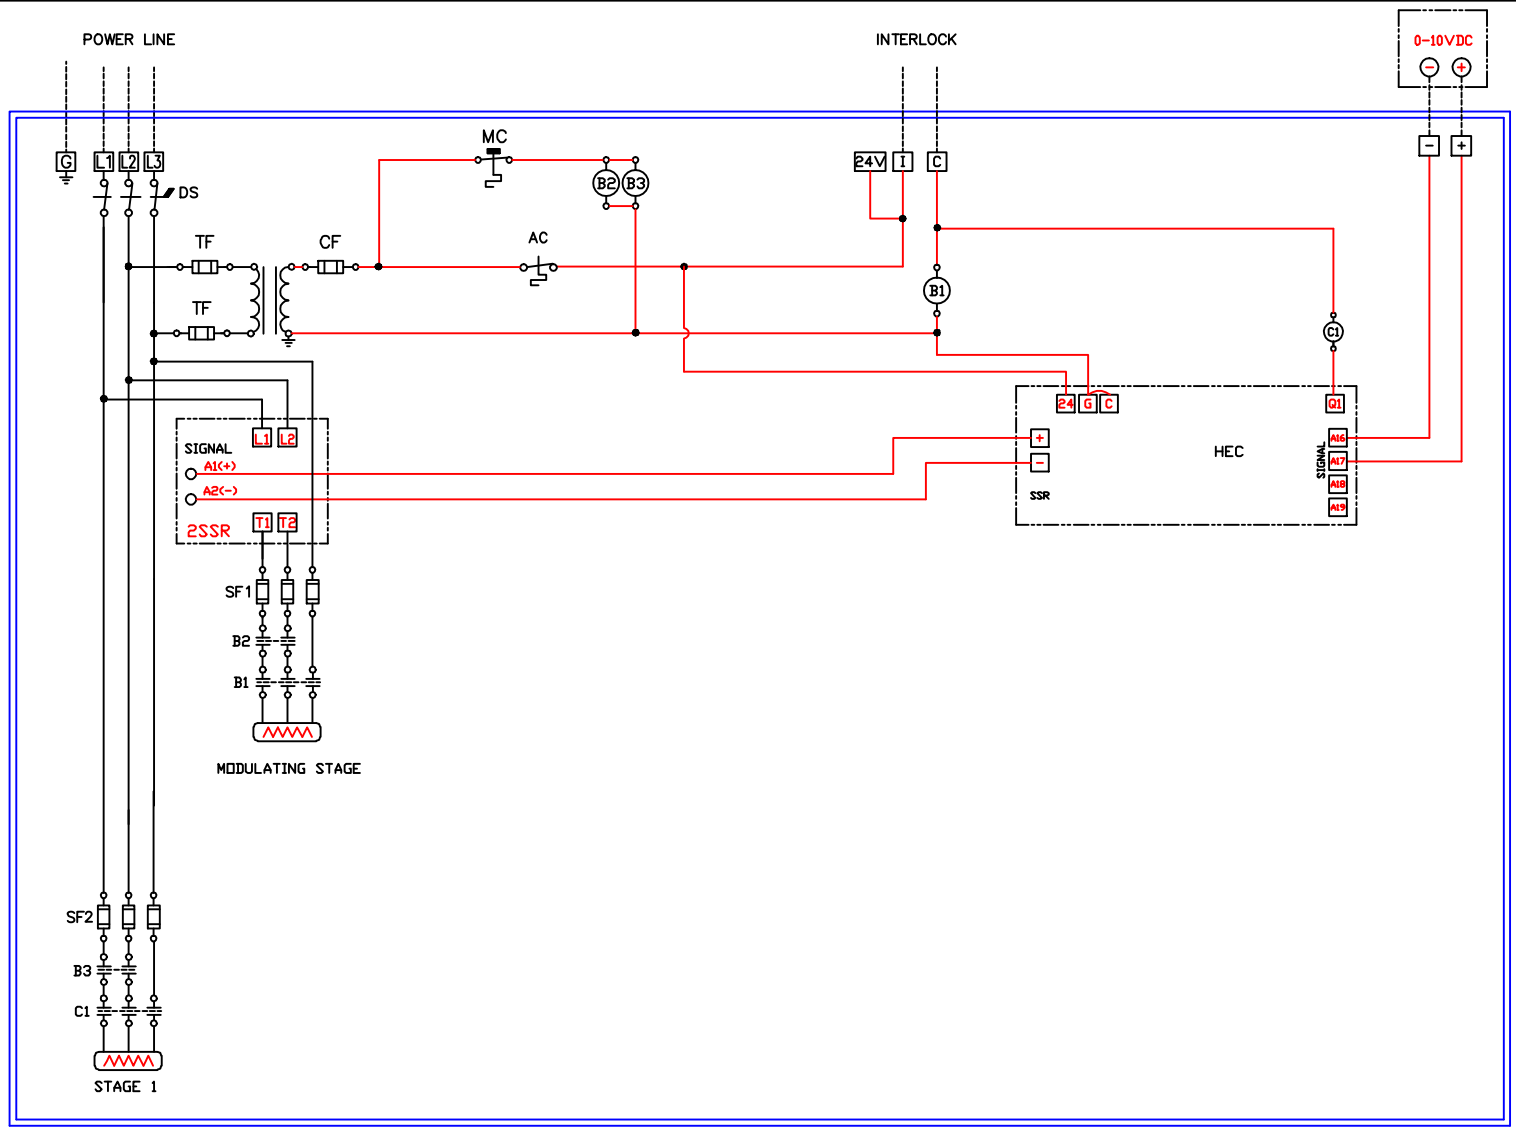 POWER LINE
INTERLOCK
0-10VDC
- +
G L1 L2 L3
DS
MC
B2 B3
24V I C
- +
TF
CF
AC
TF
B1
C1
24 G C
Q1
L1 L2
SIGNAL
A1(+)
A2(-)
T1 T2
2SSR
+
-
SSR
HEC
SIGNAL
A16
A17
A18
A19
SF1
B2
B1
MODULATING STAGE
SF2
B3
C1
STAGE 1